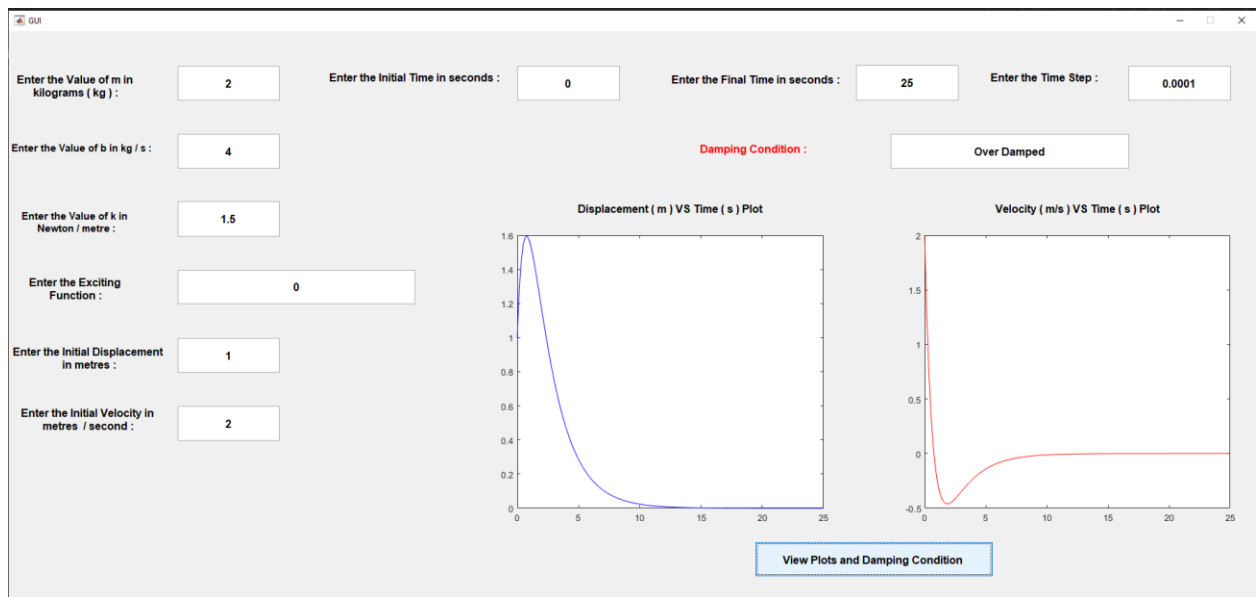 GUI
Enter the Value of m in
kilograms ( kg ) :
2
Enter the Initial Time in seconds :
0
Enter the Final Time in seconds :
25
Enter the Time Step :
0.0001
Enter the Value of b in kg / s :
4
Damping Condition :
Over Damped
Enter the Value of k in
Newton / metre :
1.5
Enter the Exciting
Function :
0
Enter the Initial Displacement
in metres :
1
Enter the Initial Velocity in
metres / second :
2
Displacement ( m ) VS Time ( s ) Plot
1.6
1.4
1.2
1
0.8
0.6
0.4
0.2
0
0 5 10 15 20 25
Velocity ( m/s ) VS Time ( s ) Plot
2
1.5
1
0.5
0
-0.5
0 5 10 15 20 25
View Plots and Damping Condition